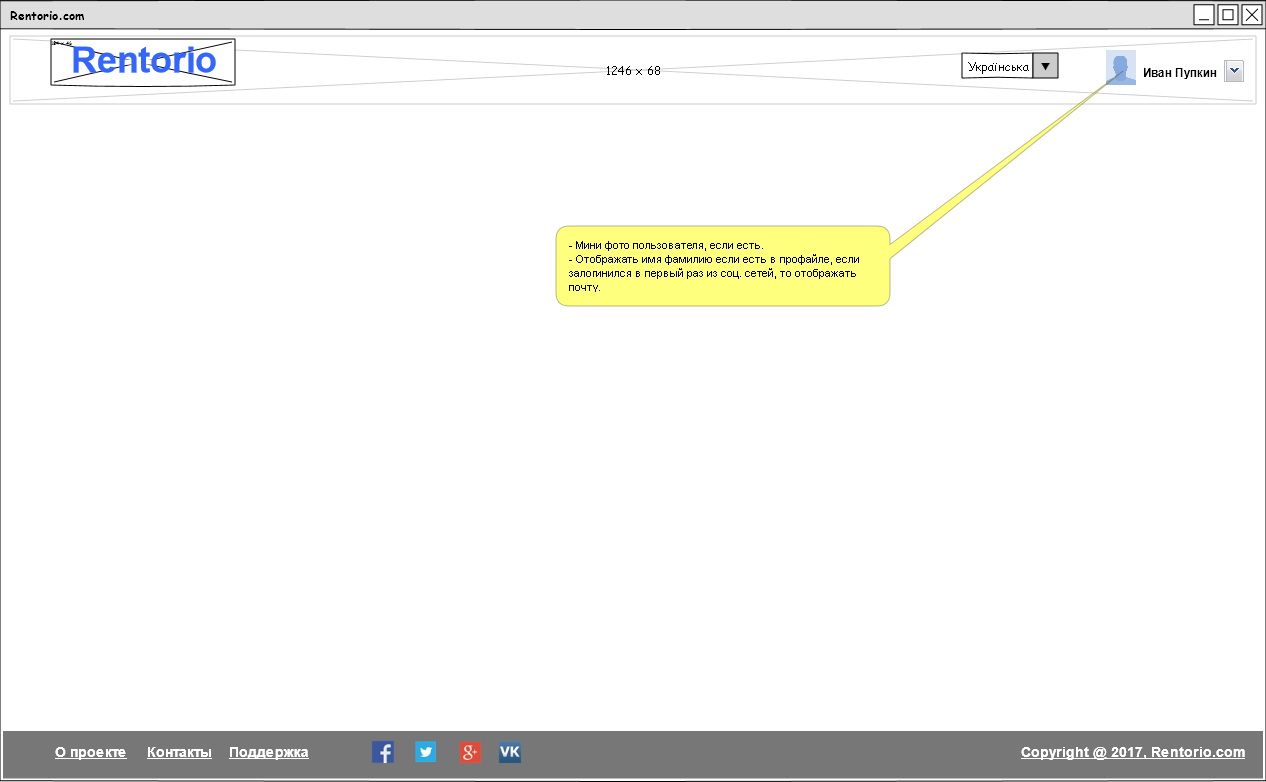 Rentorio.com
Rentorio
1246 × 68
Українська
Иван Пупкин
- Мини фото пользователя, если есть.
- Отображать имя фамилию если есть в профайле, если
залогинился в первый раз из соц. сетей, то отображать
почту.
О проекте Контакты Поддержка
f g+ VK
Copyright @ 2017, Rentorio.com